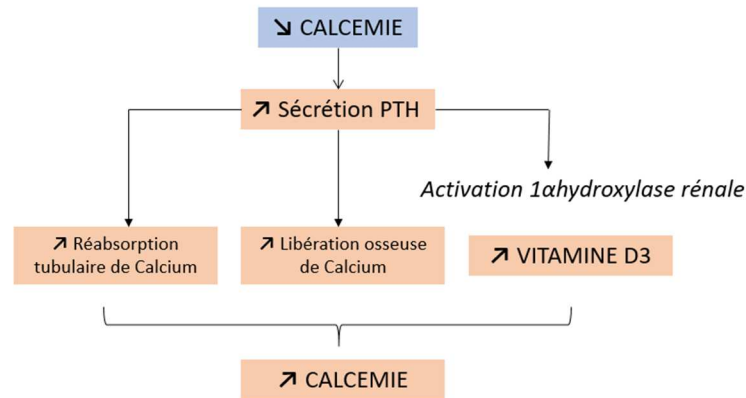 ↘ CALCEMIE
↗ Sécrétion PTH
Activation 1αhydroxylase rénale
↗ Réabsorption
tubulaire de Calcium
↗ Libération osseuse
de Calcium
↗ VITAMINE D3
↗ CALCEMIE